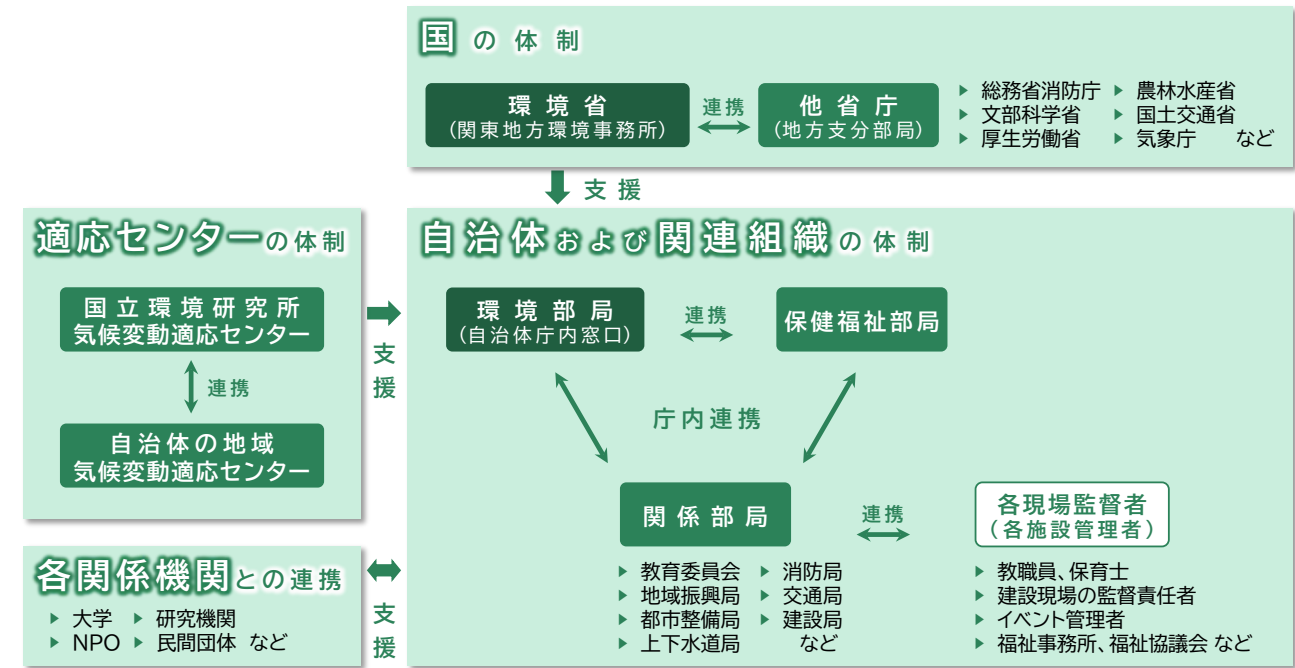 国の体制
環境省
(関東地方環境事務所)
連携
他省庁
(地方支分部局)
総務省消防庁
文部科学省
厚生労働省
農林水産省
国土交通省
気象庁 など
支援
適応センターの体制
国立環境研究所
気候変動適応センター
連携
自治体の地域
気候変動適応センター
支援
自治体および関連組織の体制
環境部局
(自治体庁内窓口)
連携
保健福祉部局
庁内連携
関係部局
連携
各現場監督者
(各施設管理者)
教育委員会
地域振興局
都市整備局
上下水道局
消防局
交通局
建設局
など
教職員、保育士
建設現場の監督責任者
イベント管理者
福祉事務所、福祉協議会 など
各関係機関との連携
大学
研究機関
NPO
民間団体 など
支援